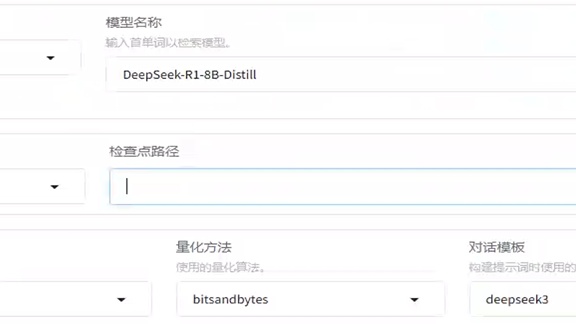 模型名称
输入首单词以检索模型。
DeepSeek-R1-8B-Distill
检查点路径
量化方法
使用的量化算法。
bitsandbytes
对话模板
构建提示词时使用的
deepseek3